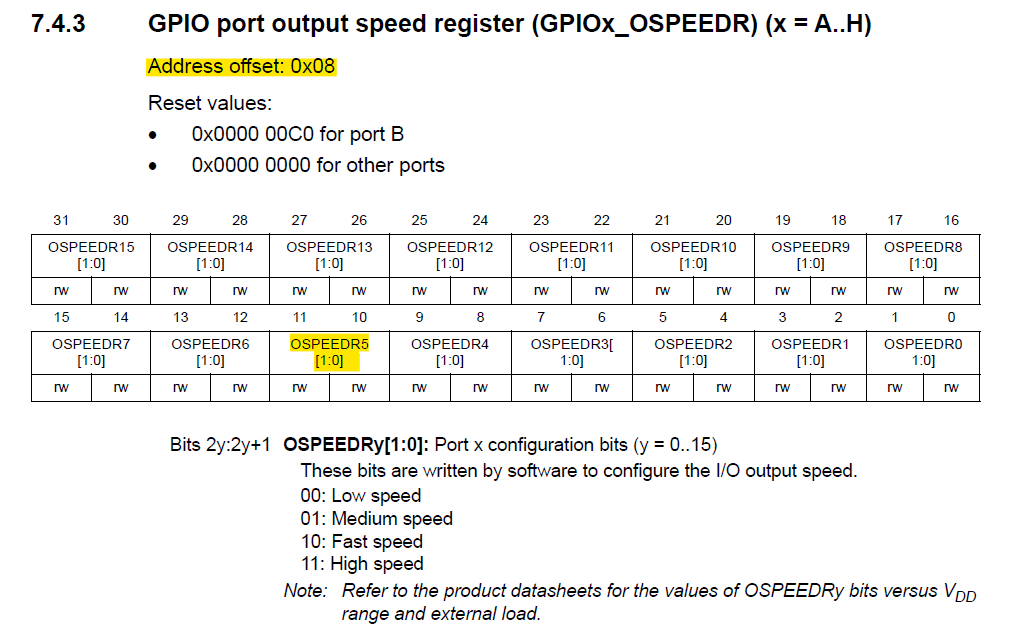 7.4.3 GPIO port output speed register (GPIOx_OSPEEDR) (x = A..H)
Address offset: 0x08
Reset values:
• 0x0000 00C0 for port B
• 0x0000 0000 for other ports
31 30 29 28 27 26 25 24 23 22 21 20 19 18 17 16
OSPEEDR15 OSPEEDR14 OSPEEDR13 OSPEEDR12 OSPEEDR11 OSPEEDR10 OSPEEDR9 OSPEEDR8
[1:0] [1:0] [1:0] [1:0] [1:0] [1:0] [1:0] [1:0]
rw rw rw rw rw rw rw rw rw rw rw rw rw rw rw rw
15 14 13 12 11 10 9 8 7 6 5 4 3 2 1 0
OSPEEDR7 OSPEEDR6 OSPEEDR5 OSPEEDR4 OSPEEDR3[ OSPEEDR2 OSPEEDR1 OSPEEDR0
[1:0] [1:0] [1:0] [1:0] 1:0] [1:0] [1:0] 1:0]
rw rw rw rw rw rw rw rw rw rw rw rw rw rw rw rw
Bits 2y:2y+1 OSPEEDRy[1:0]: Port x configuration bits (y = 0..15)
These bits are written by software to configure the I/O output speed.
00: Low speed
01: Medium speed
10: Fast speed
11: High speed
Note: Refer to the product datasheets for the values of OSPEEDRy bits versus VDD
range and external load.